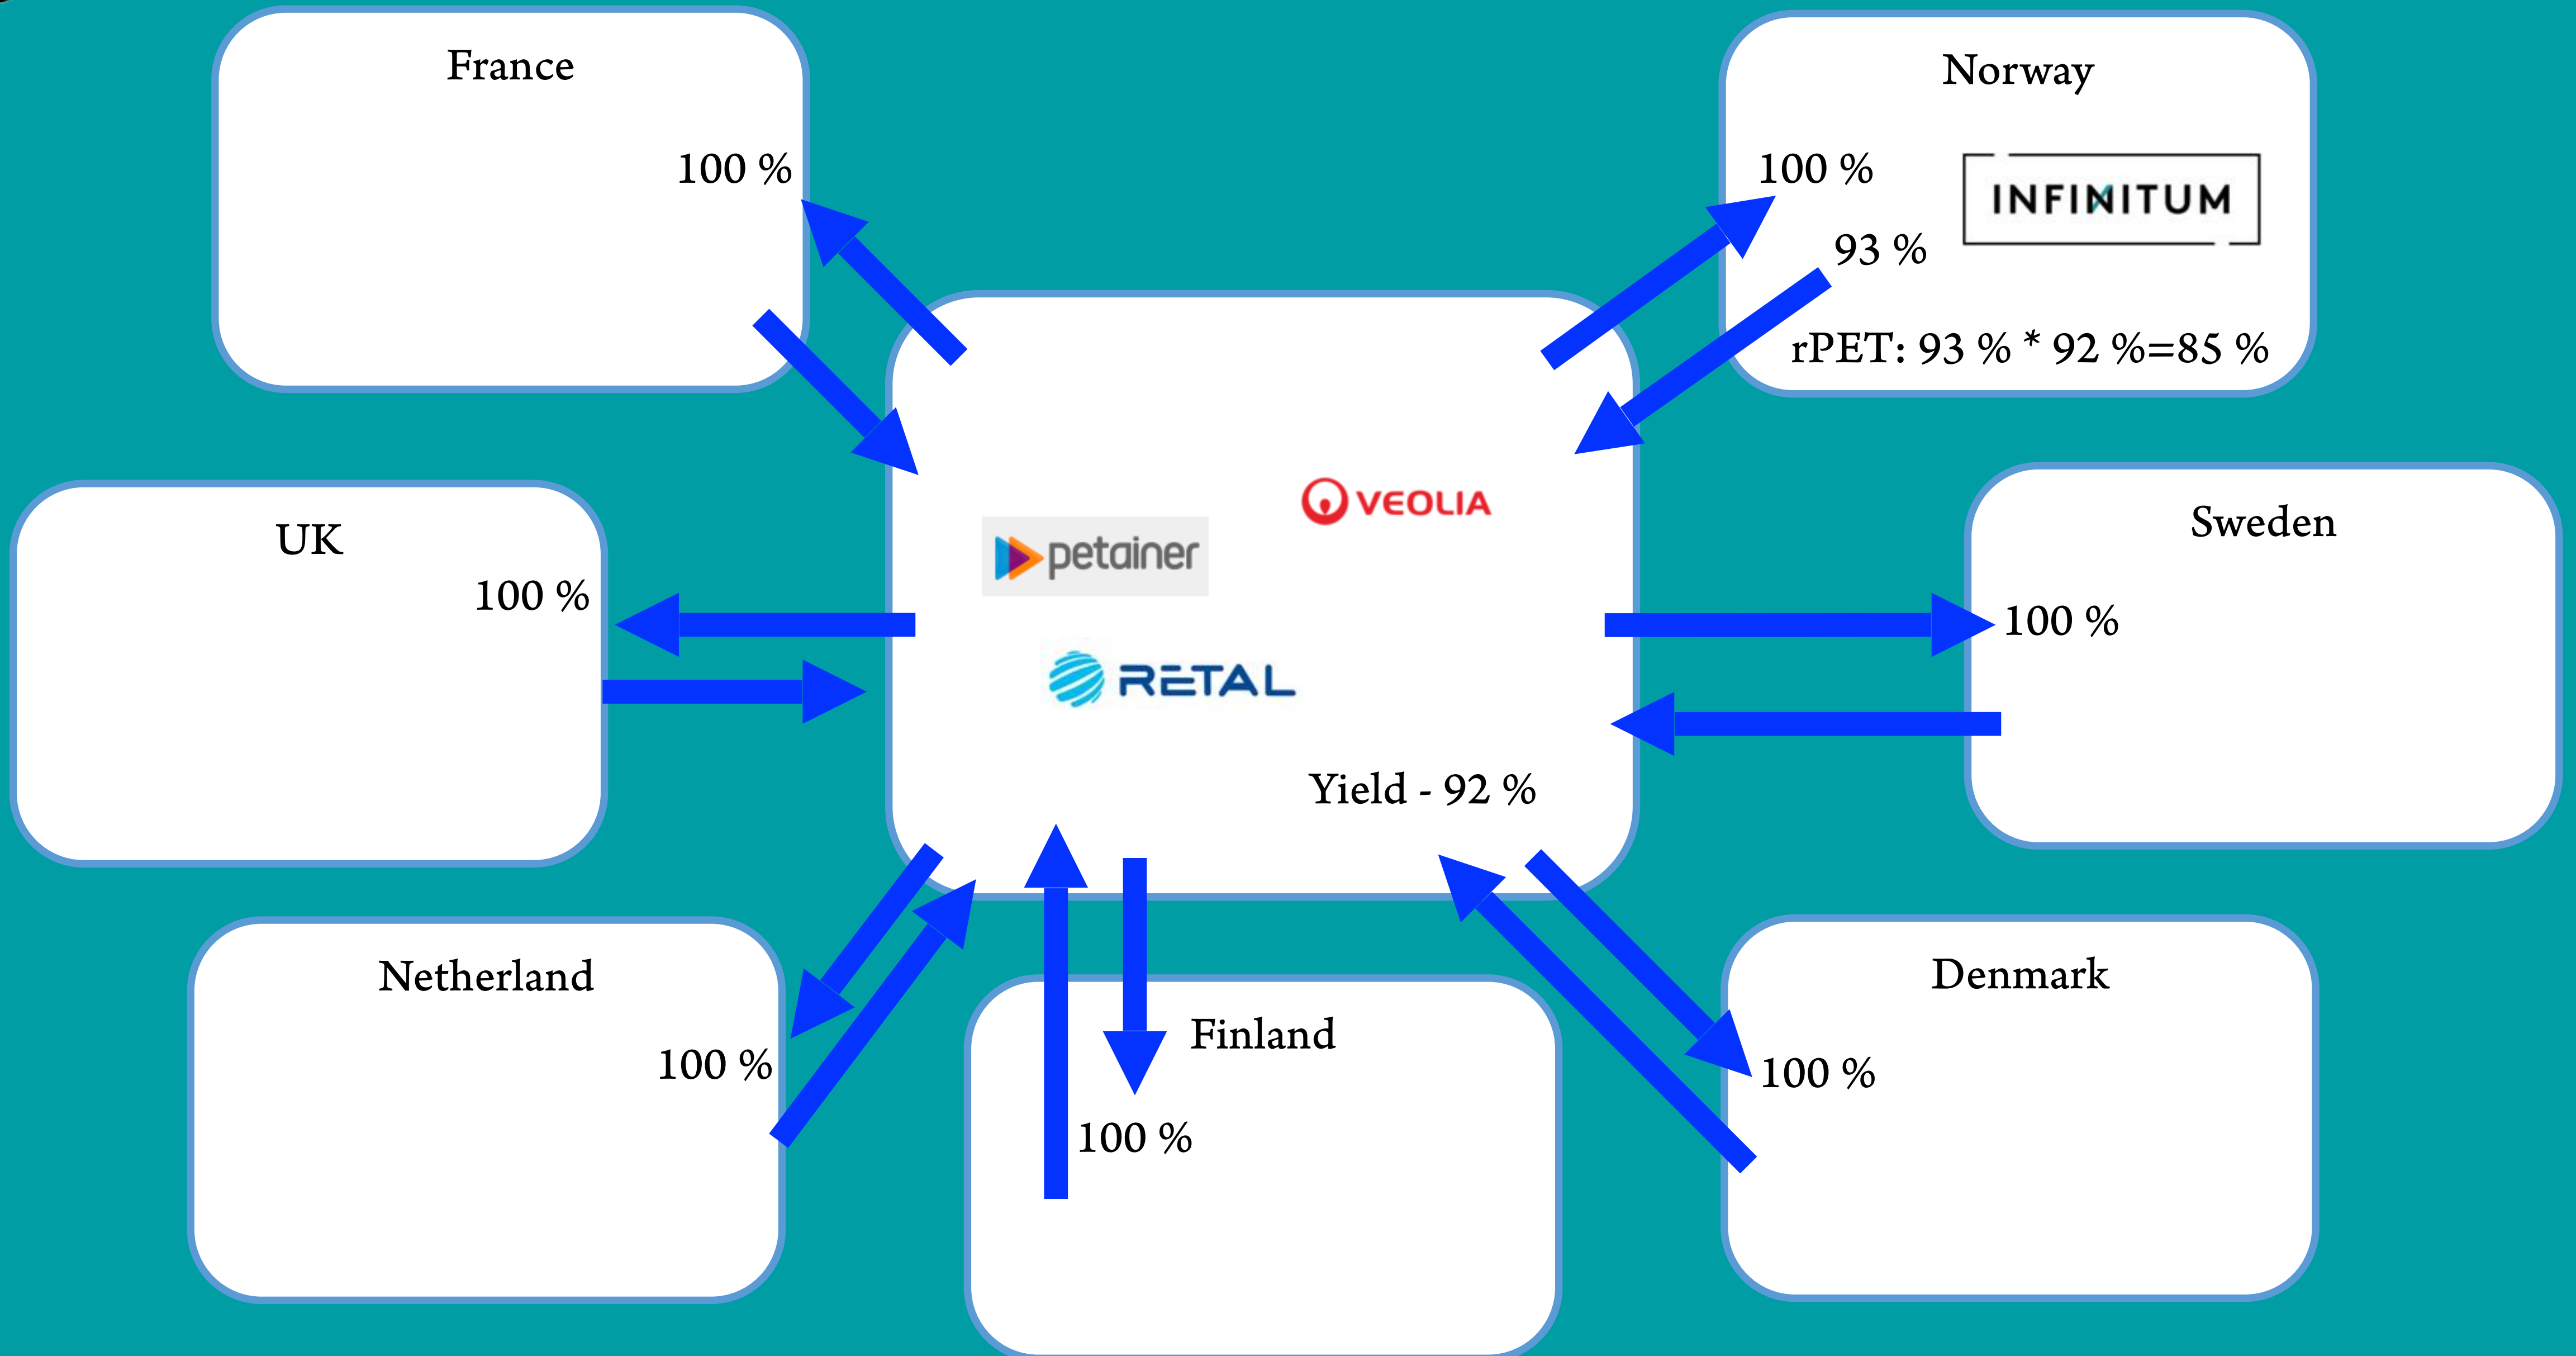 France
100 %
Norway
100 %
INFINITUM
93 %
rPET: 93 % * 92 %=85 %
UK
100 %
VEOLIA
petainer
RETAL
Yield - 92 %
Sweden
100 %
Netherland
100 %
Finland
100 %
Denmark
100 %